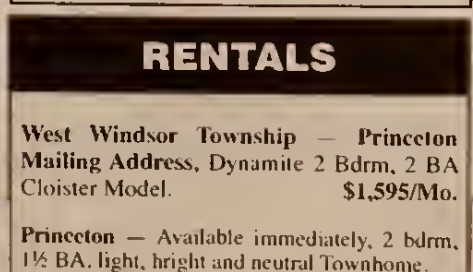 RENTALS
West Windsor Township — Princeton
Mailing Address, Dynamite 2 Bdrm, 2 BA
Cloister Model. $1,595/Mo.
Princeton — Available immediately, 2 bdrm,
1½ BA. light, bright and neutral Townhome.